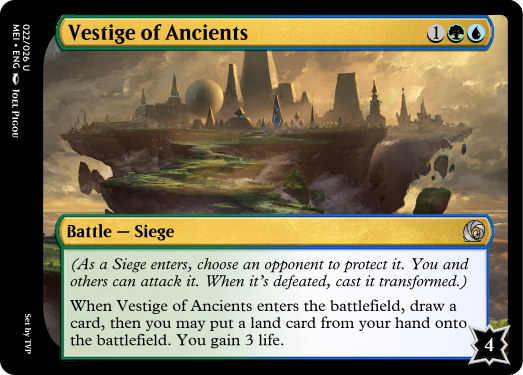 Vestige of Ancients
1
Battle — Siege
(As a Siege enters, choose an opponent to protect it. You and
others can attack it. When it's defeated, cast it transformed.)
When Vestige of Ancients enters the battlefield, draw a
card, then you may put a land card from your hand onto
the battlefield. You gain 3 life.
4
022/026 U
MEI • ENG Joel Pigou
Set by TVP